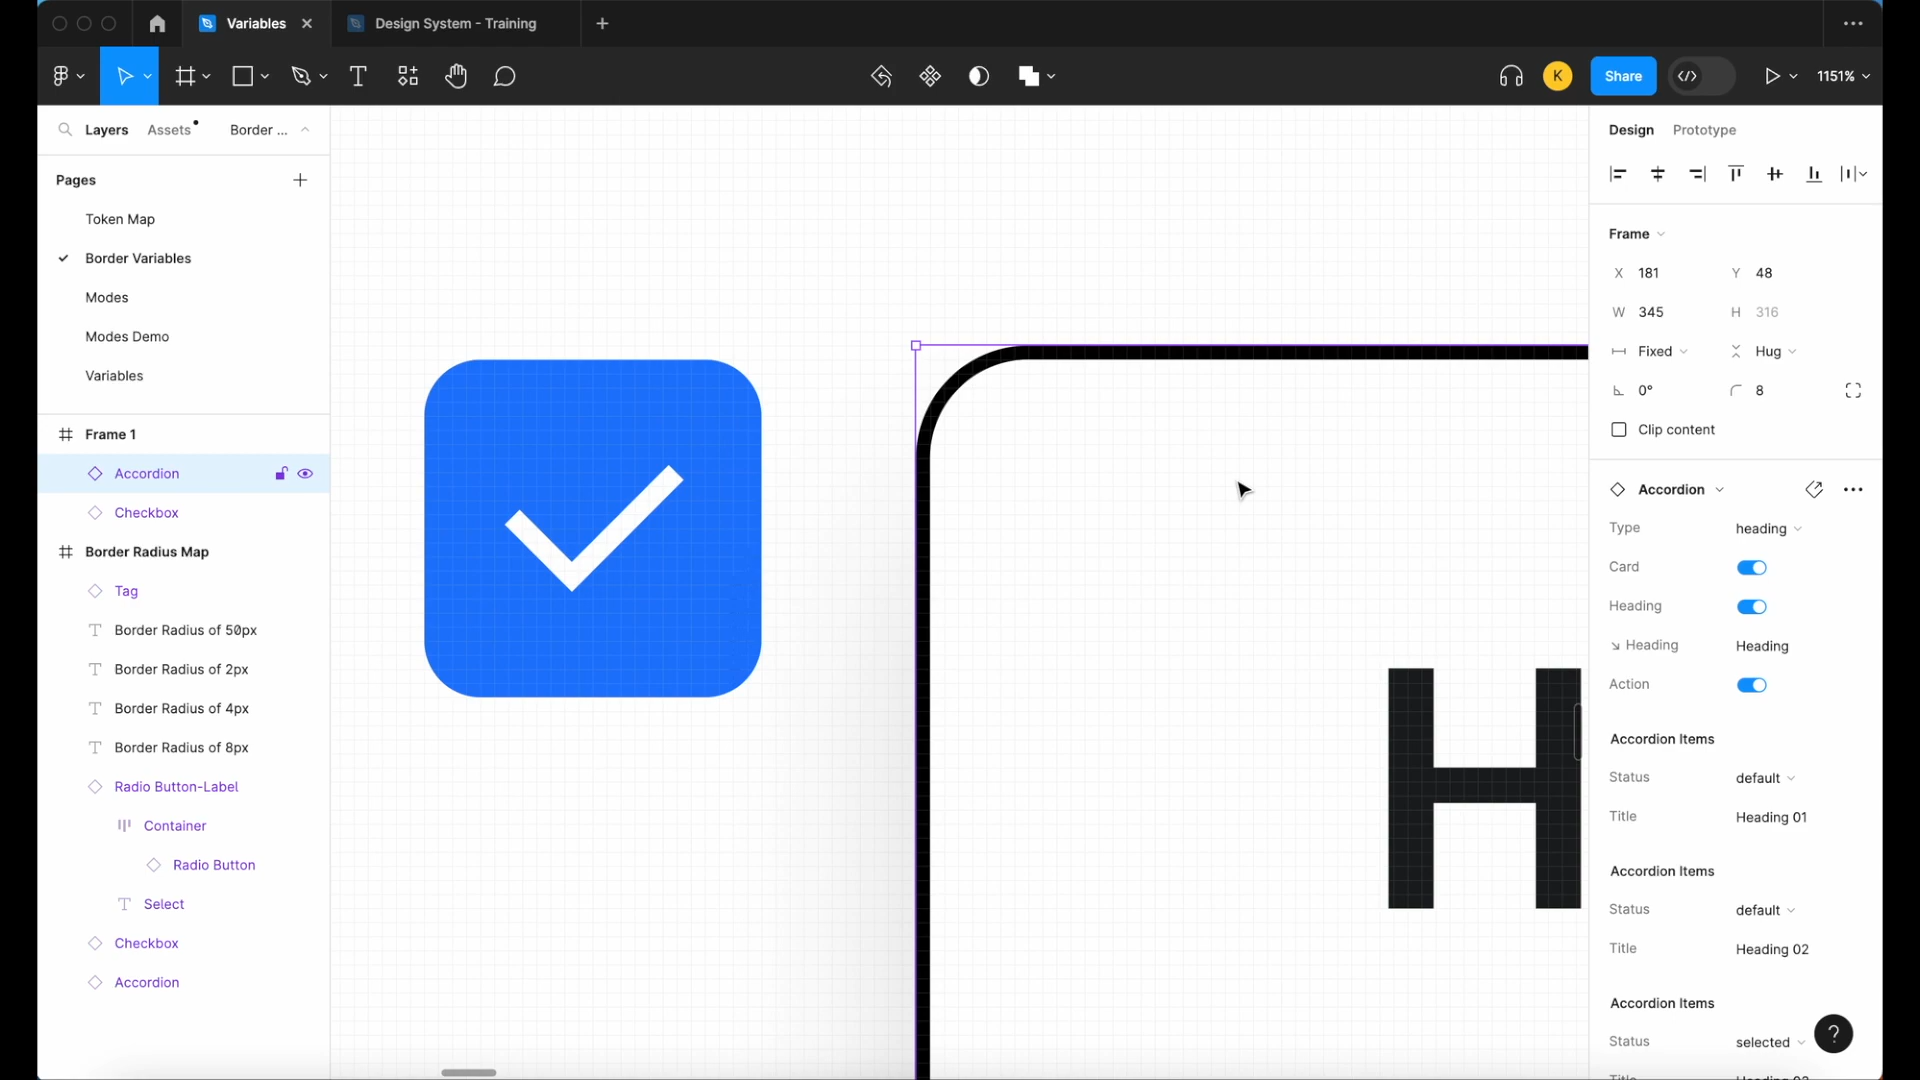 Variables
Design System - Training
K
Share
1151%
Layers
Assets
Border ...
Pages
Token Map
Border Variables
Modes
Modes Demo
Variables
Frame 1
Accordion
Checkbox
Border Radius Map
Tag
Border Radius of 50px
Border Radius of 2px
Border Radius of 4px
Border Radius of 8px
Radio Button-Label
Container
Radio Button
Select
Checkbox
Accordion
H
Design
Prototype
Frame
X 181 Y 48
W 345 H 316
Fixed Hug
0° 8
Clip content
Accordion
Type heading
Card
Heading
Heading Heading
Action
Accordion Items
Status default
Title Heading 01
Accordion Items
Status default
Title Heading 02
Accordion Items
Status selected
?